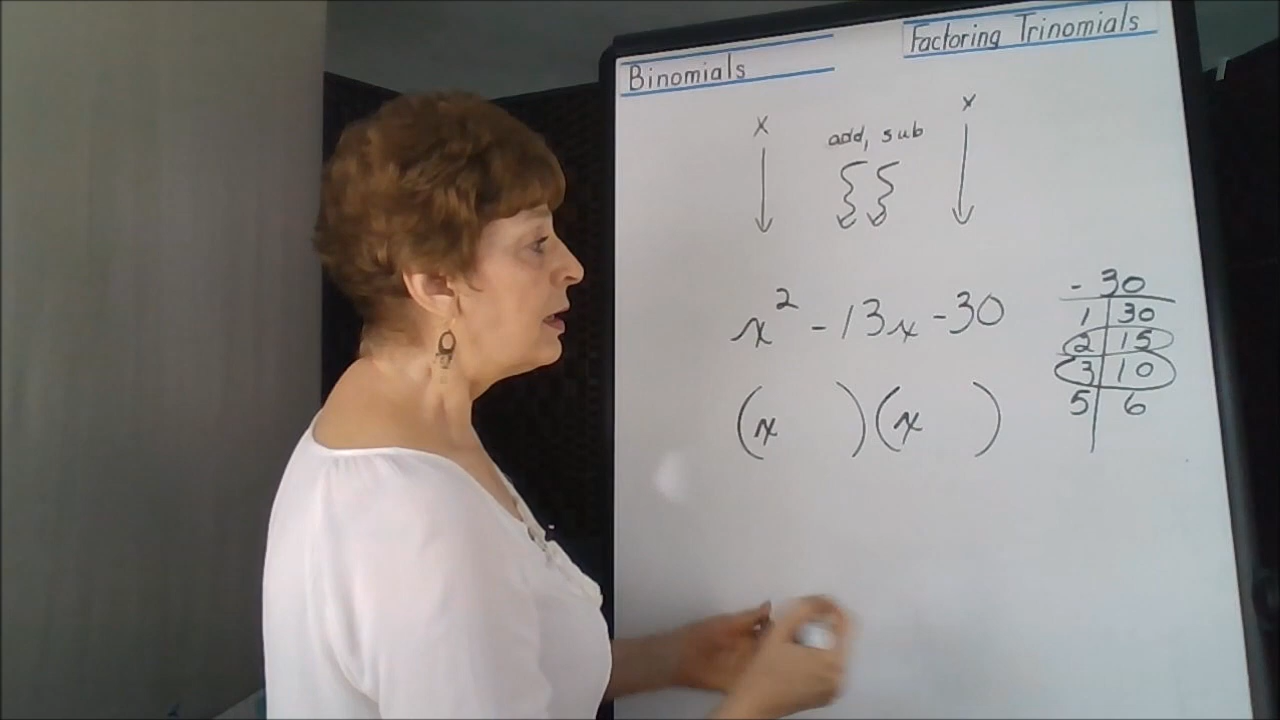 Factoring Trinomials
Binomials
x add, sub x
x² -13x -30
(x ) (x )
-30
1 30
2 15
3 10
5 6